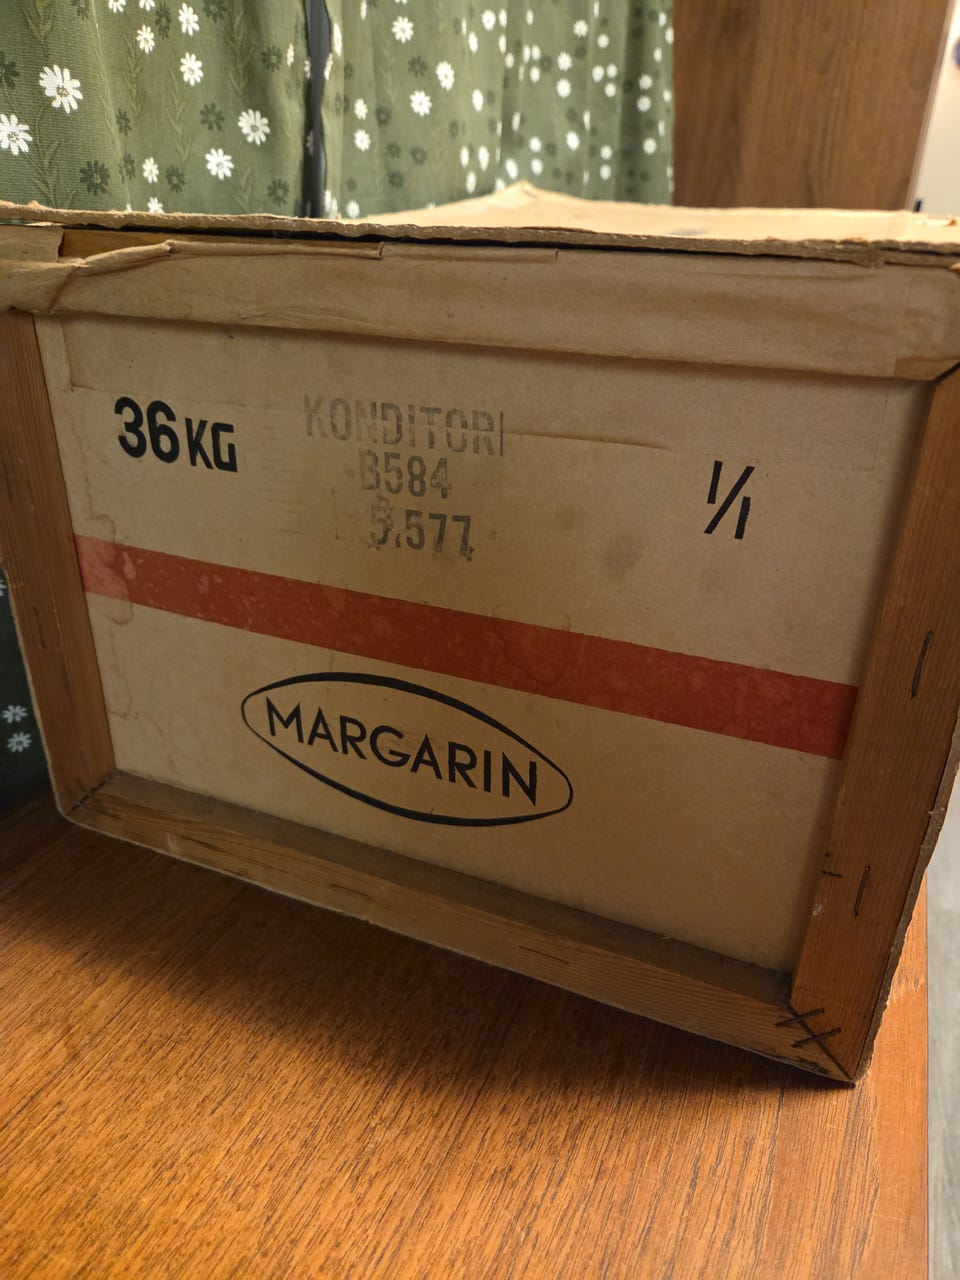 36 KG
KONDITORI
B584
5.577
1/1
MARGARIN